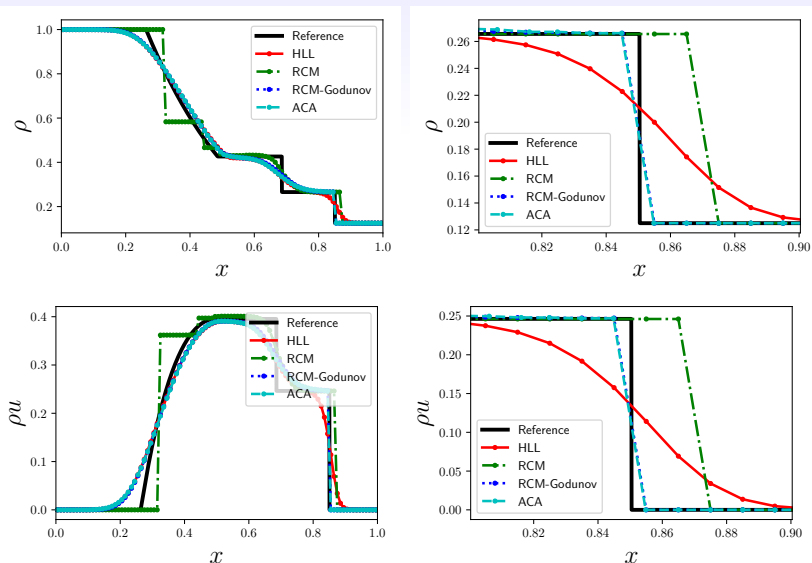 1.0
0.8
0.6
0.4
0.2
ρ
Reference
HLL
RCM
RCM-Godunov
ACA
0.0 0.2 0.4 0.6 0.8 1.0
x
0.26
0.24
0.22
0.20
0.18
0.16
0.14
0.12
ρ
Reference
HLL
RCM
RCM-Godunov
ACA
0.82 0.84 0.86 0.88 0.90
x
0.4
0.3
0.2
0.1
0.0
ρu
Reference
HLL
RCM
RCM-Godunov
ACA
0.0 0.2 0.4 0.6 0.8 1.0
x
0.25
0.20
0.15
0.10
0.05
0.00
ρu
Reference
HLL
RCM
RCM-Godunov
ACA
0.82 0.84 0.86 0.88 0.90
x